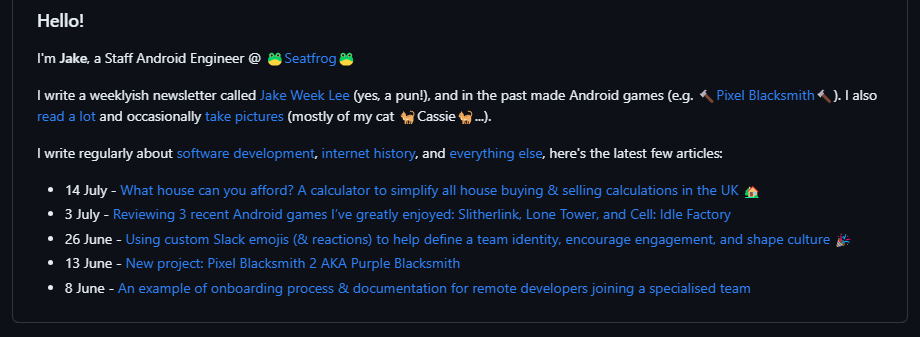 Hello!
I'm Jake, a Staff Android Engineer @ 🐸Seatfrog🐸
I write a weeklyish newsletter called Jake Week Lee (yes, a pun!), and in the past made Android games (e.g. 🔨Pixel Blacksmith🔨). I also
read a lot and occasionally take pictures (mostly of my cat 🐈Cassie🐈...).
I write regularly about software development, internet history, and everything else, here's the latest few articles:
• 14 July - What house can you afford? A calculator to simplify all house buying & selling calculations in the UK 🏡
• 3 July - Reviewing 3 recent Android games I’ve greatly enjoyed: Slitherlink, Lone Tower, and Cell: Idle Factory
• 26 June - Using custom Slack emojis (& reactions) to help define a team identity, encourage engagement, and shape culture 🎉
• 13 June - New project: Pixel Blacksmith 2 AKA Purple Blacksmith
• 8 June - An example of onboarding process & documentation for remote developers joining a specialised team